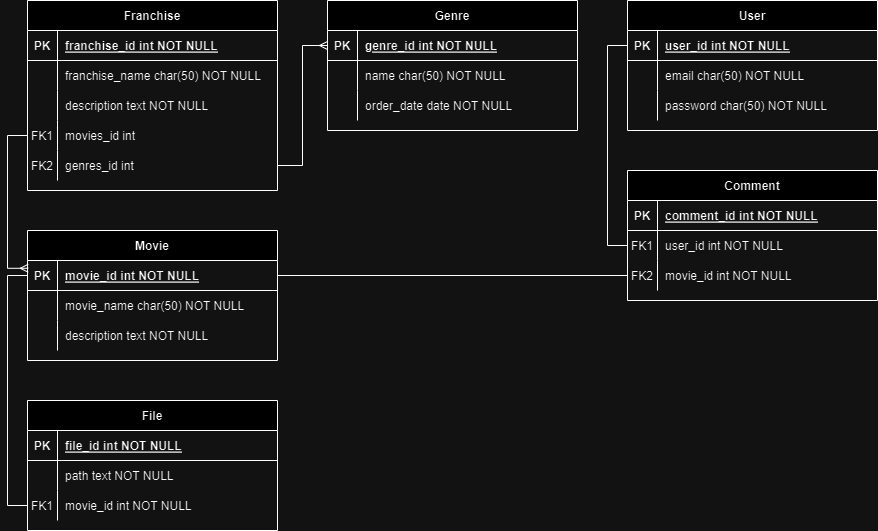 Franchise
PK franchise_id int NOT NULL
franchise_name char(50) NOT NULL
description text NOT NULL
FK1 movies_id int
FK2 genres_id int
Genre
PK genre_id int NOT NULL
name char(50) NOT NULL
order_date date NOT NULL
User
PK user_id int NOT NULL
email char(50) NOT NULL
password char(50) NOT NULL
Comment
PK comment_id int NOT NULL
FK1 user_id int NOT NULL
FK2 movie_id int NOT NULL
Movie
PK movie_id int NOT NULL
movie_name char(50) NOT NULL
description text NOT NULL
File
PK file_id int NOT NULL
path text NOT NULL
FK1 movie_id int NOT NULL